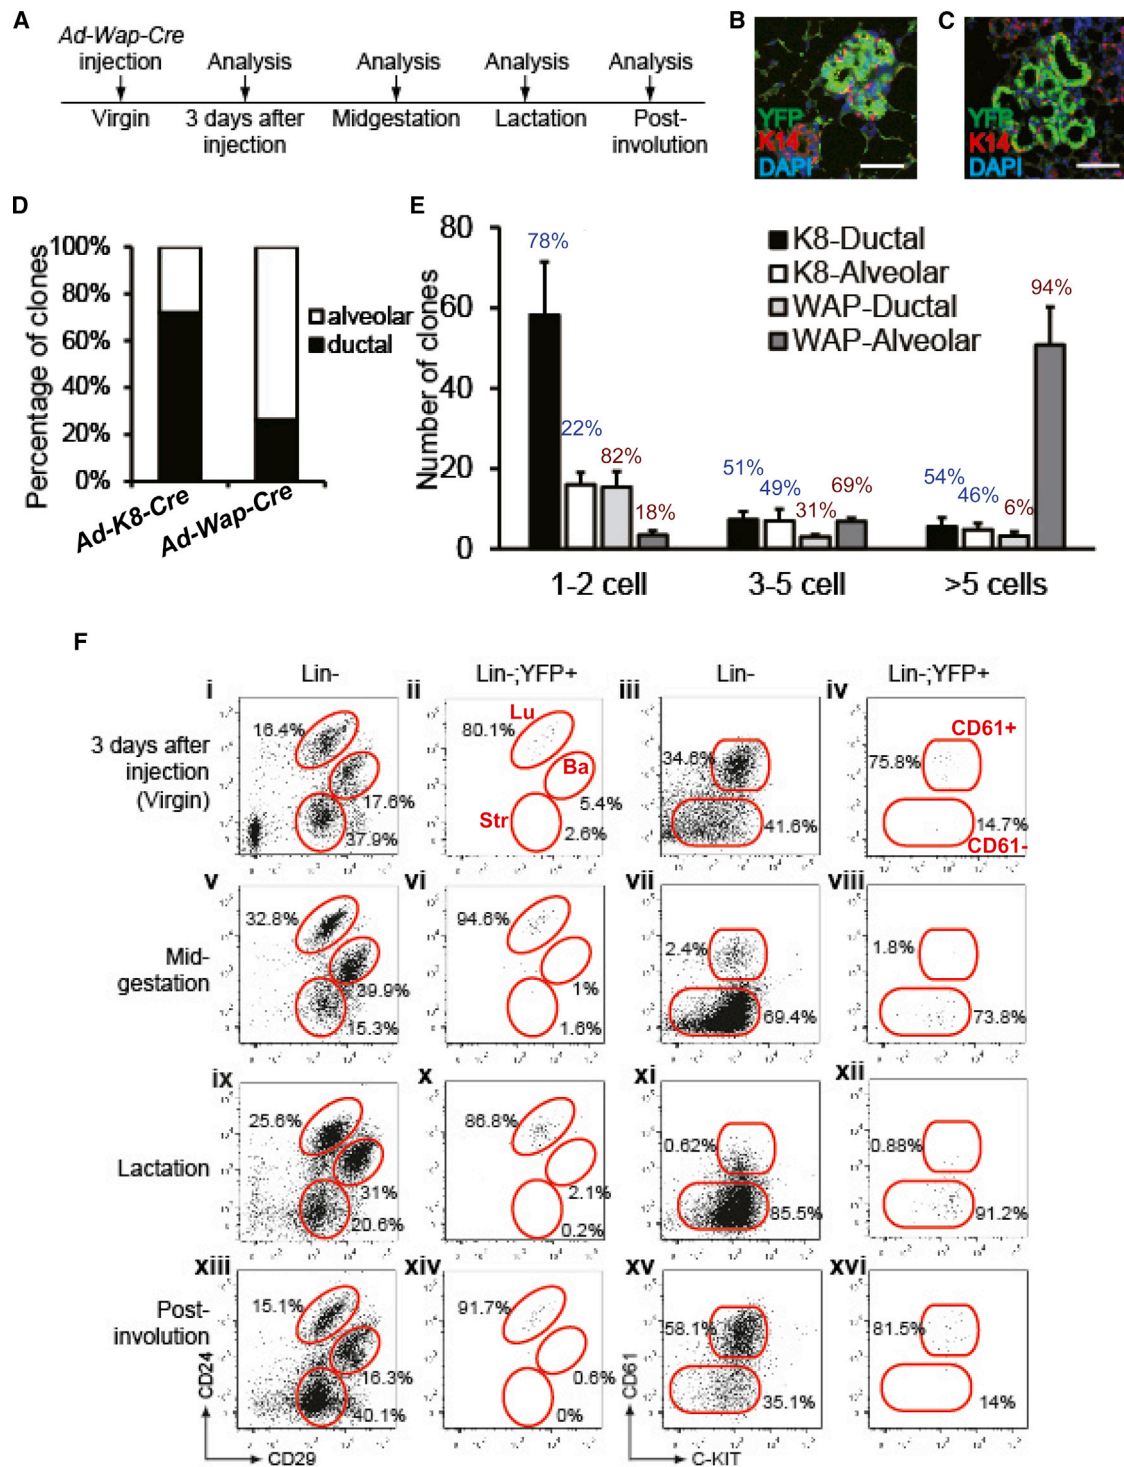 A
Ad-Wap-Cre
injection
Analysis
Analysis
Analysis
Analysis
Virgin
3 days after
injection
Midgestation
Lactation
Post-
involution
B
YFP
K14
DAPI
C
YFP
K14
DAPI
D
Percentage of clones
100%
80%
60%
40%
20%
0%
Ad-K8-Cre
Ad-Wap-Cre
alveolar
ductal
E
Number of clones
80
60
40
20
0
78%
22%
82%
18%
51%
49%
31%
69%
54%
46%
6%
94%
K8-Ductal
K8-Alveolar
WAP-Ductal
WAP-Alveolar
1-2 cell
3-5 cell
>5 cells
F
Lin-
Lin-;YFP+
Lin-
Lin-;YFP+
3 days after
injection
(Virgin)
i
16.4%
17.6%
37.9%
ii
80.1%
Lu
Ba
Str
5.4%
2.6%
iii
34.6%
41.6%
iv
CD61+
75.8%
14.7%
CD61-
Mid-
gestation
v
32.8%
39.9%
15.3%
vi
94.6%
1%
1.6%
vii
2.4%
69.4%
viii
1.8%
73.8%
Lactation
ix
25.6%
31%
20.6%
x
86.8%
2.1%
0.2%
xi
0.62%
85.5%
xii
0.88%
91.2%
Post-
involution
xiii
15.1%
16.3%
40.1%
xiv
91.7%
0.6%
0%
xv
58.1%
35.1%
xvi
81.5%
14%
CD24
CD29
CD61
C-KIT